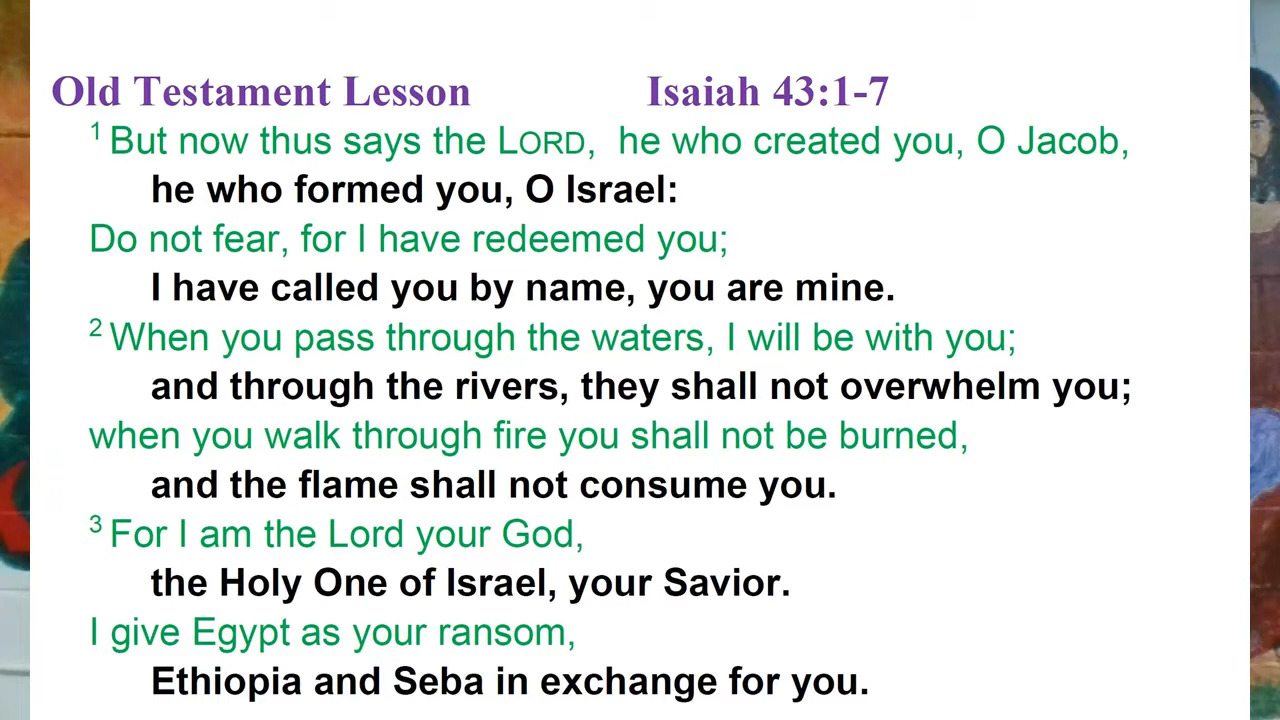 Old Testament Lesson Isaiah 43:1-7
1 But now thus says the LORD, he who created you, O Jacob,
he who formed you, O Israel:
Do not fear, for I have redeemed you;
I have called you by name, you are mine.
2 When you pass through the waters, I will be with you;
and through the rivers, they shall not overwhelm you;
when you walk through fire you shall not be burned,
and the flame shall not consume you.
3 For I am the Lord your God,
the Holy One of Israel, your Savior.
I give Egypt as your ransom,
Ethiopia and Seba in exchange for you.